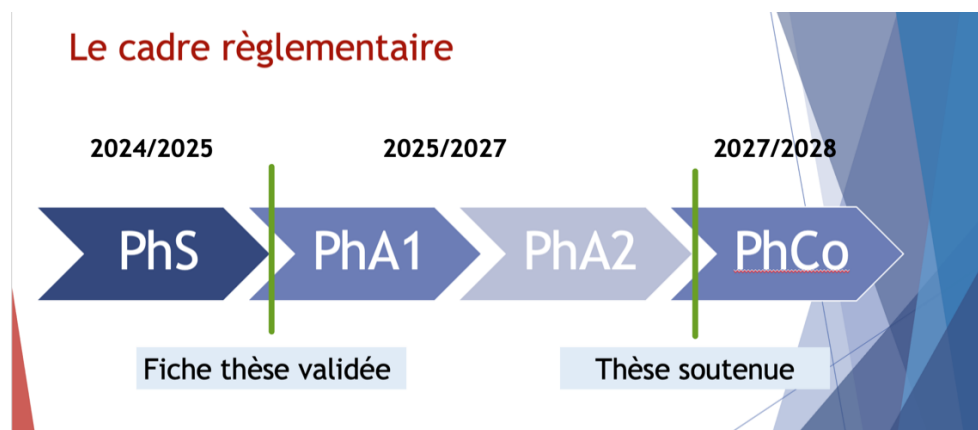 Le cadre règlementaire
2024/2025 2025/2027 2027/2028
PhS PhA1 PhA2 PhCo
Fiche thèse validée Thèse soutenue